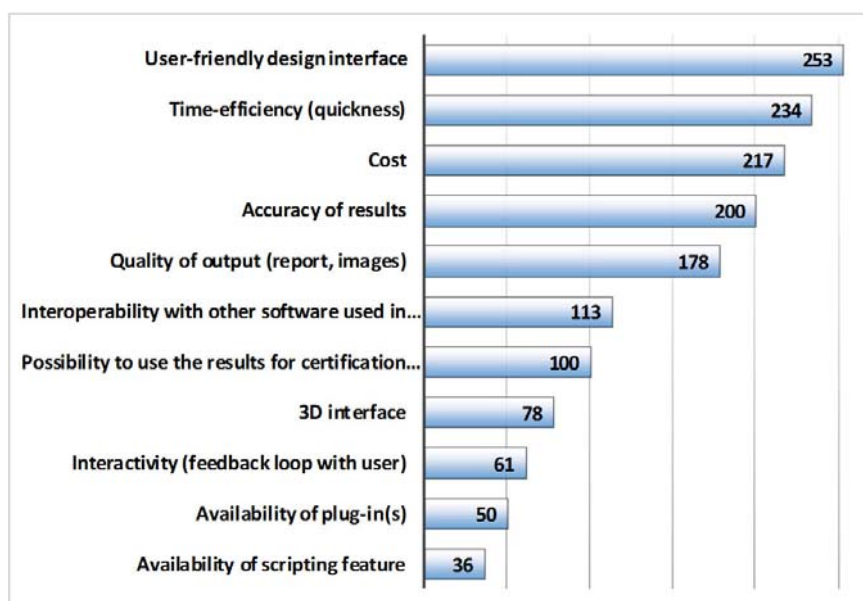 User-friendly design interface 253
Time-efficiency (quickness) 234
Cost 217
Accuracy of results 200
Quality of output (report, images) 178
Interoperability with other software used in... 113
Possibility to use the results for certification... 100
3D interface 78
Interactivity (feedback loop with user) 61
Availability of plug-in(s) 50
Availability of scripting feature 36